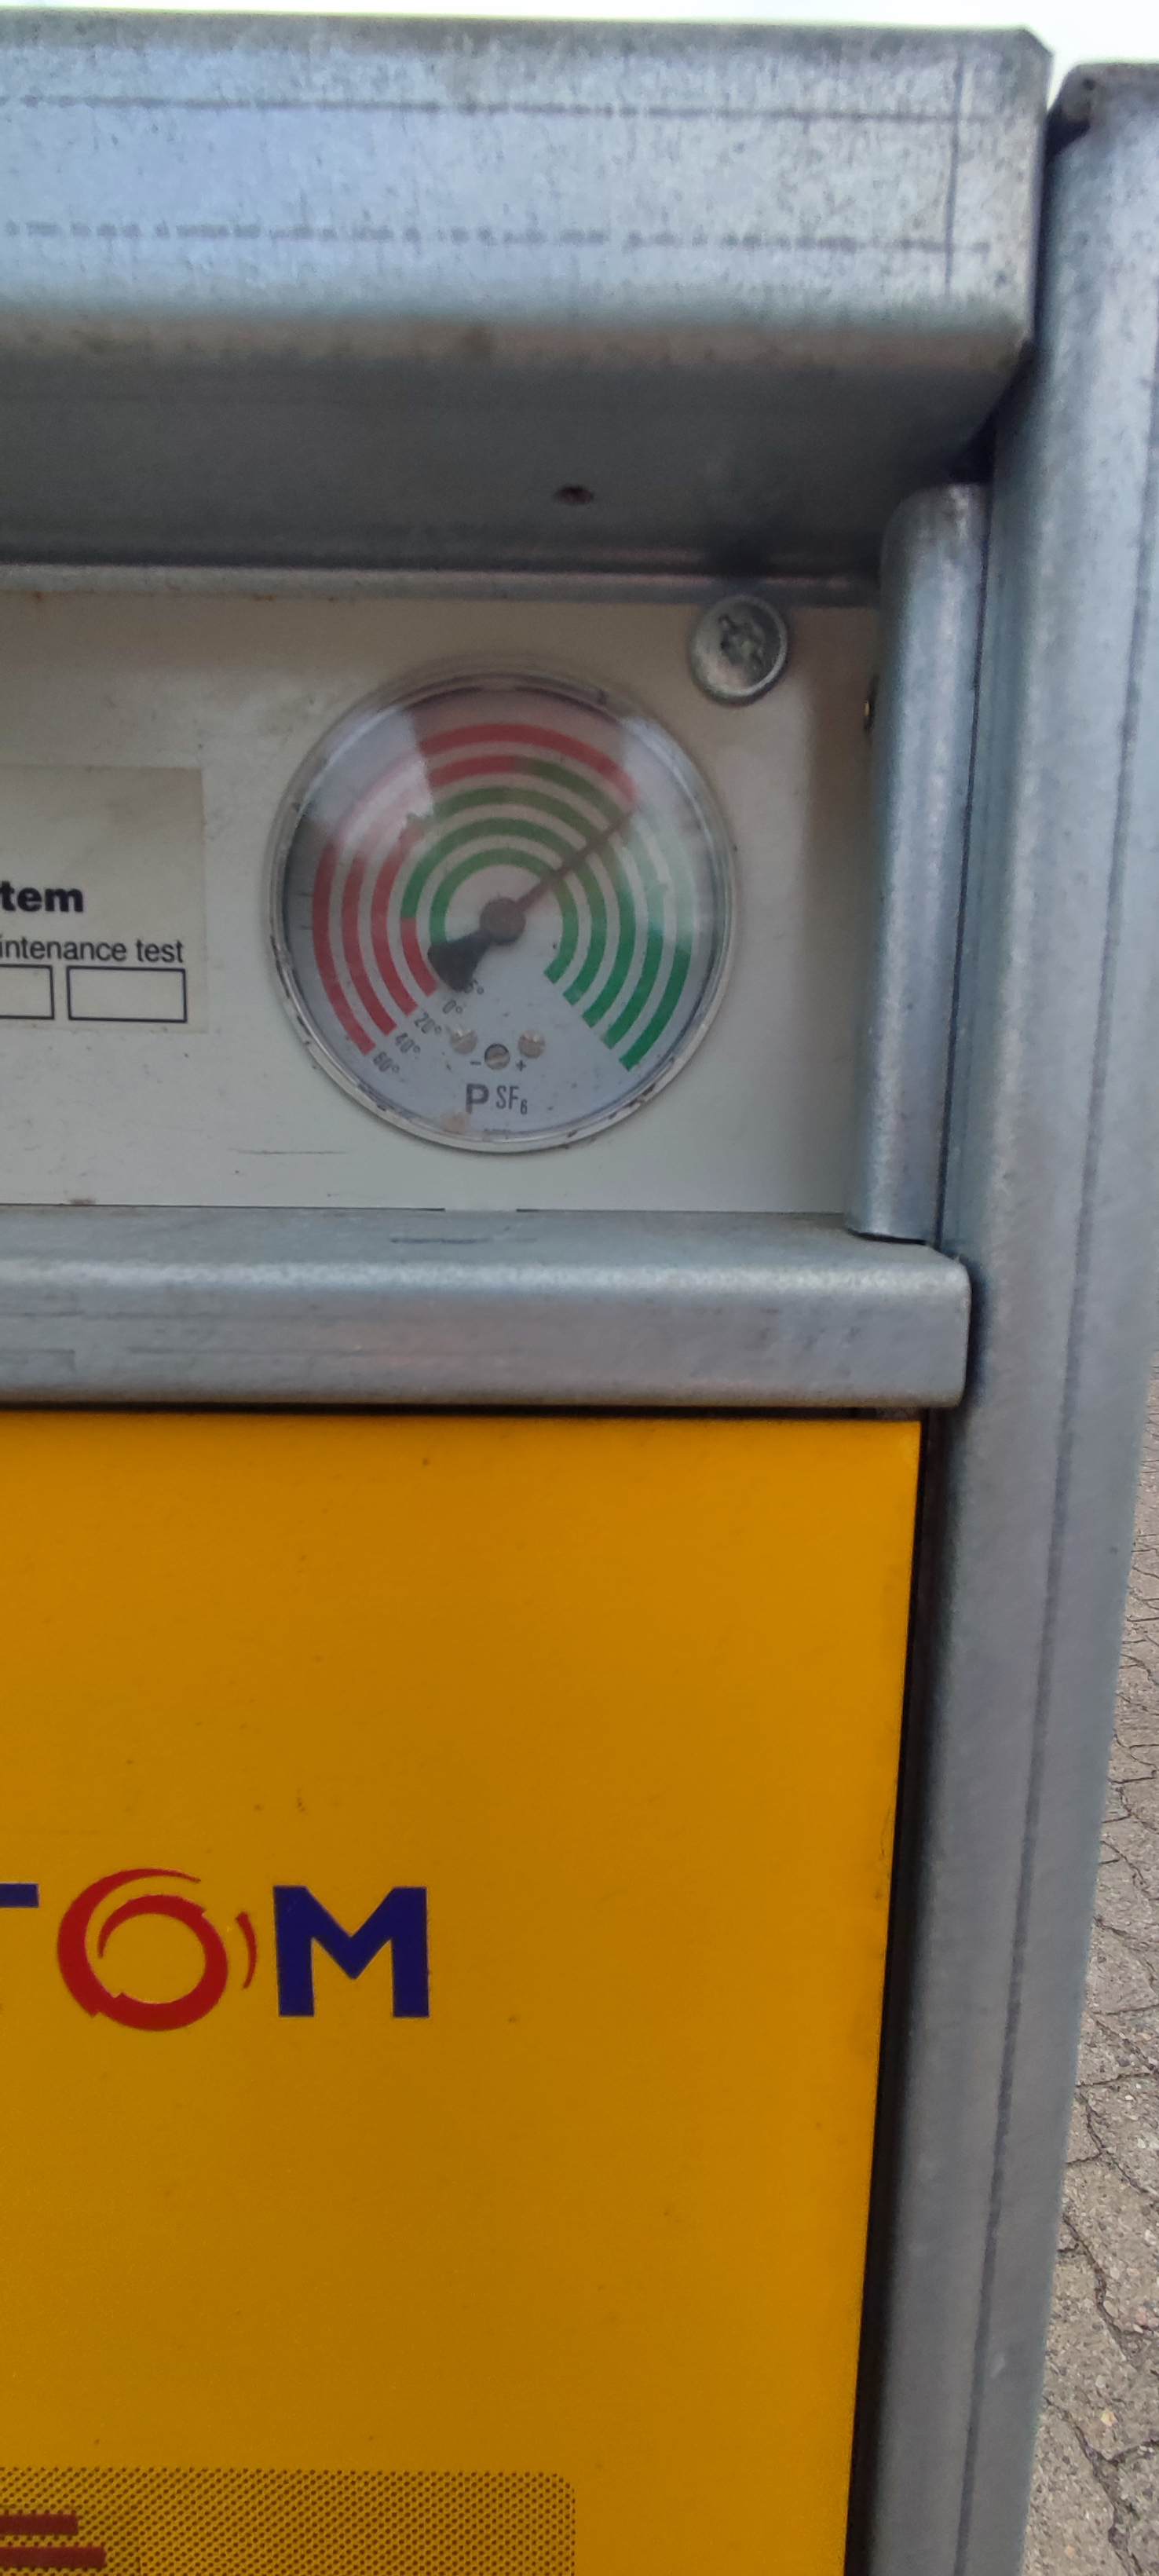 tem
intenance test
0°
20°
40°
60°
- +
P SF6
TOM